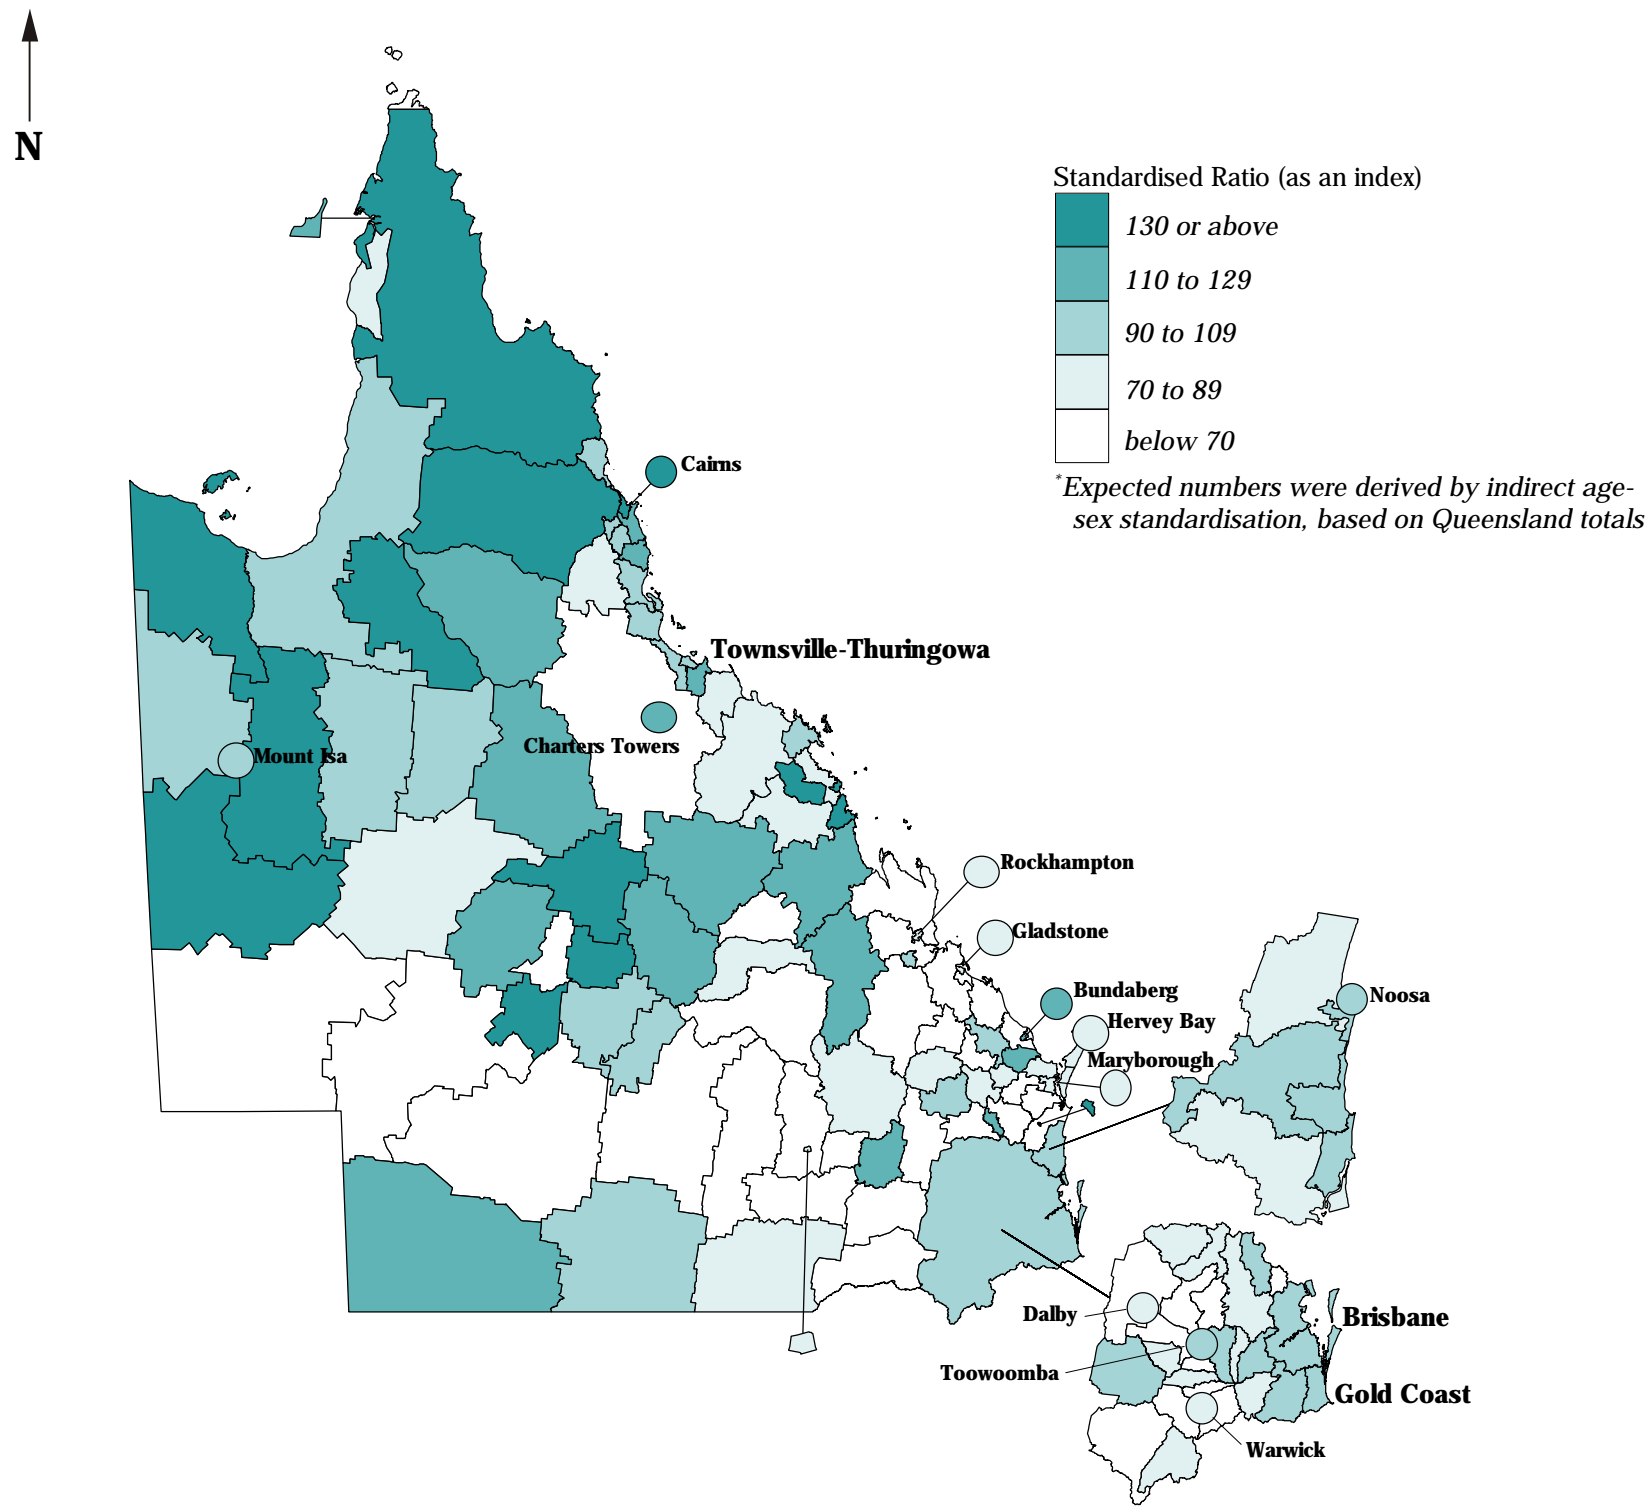 N
Standardised Ratio (as an index)
130 or above
110 to 129
90 to 109
70 to 89
below 70
*Expected numbers were derived by indirect age-
sex standardisation, based on Queensland totals
Cairns
Townsville-Thuringowa
Charters Towers
Mount Isa
Rockhampton
Gladstone
Bundaberg
Hervey Bay
Maryborough
Noosa
Dalby
Brisbane
Toowoomba
Gold Coast
Warwick